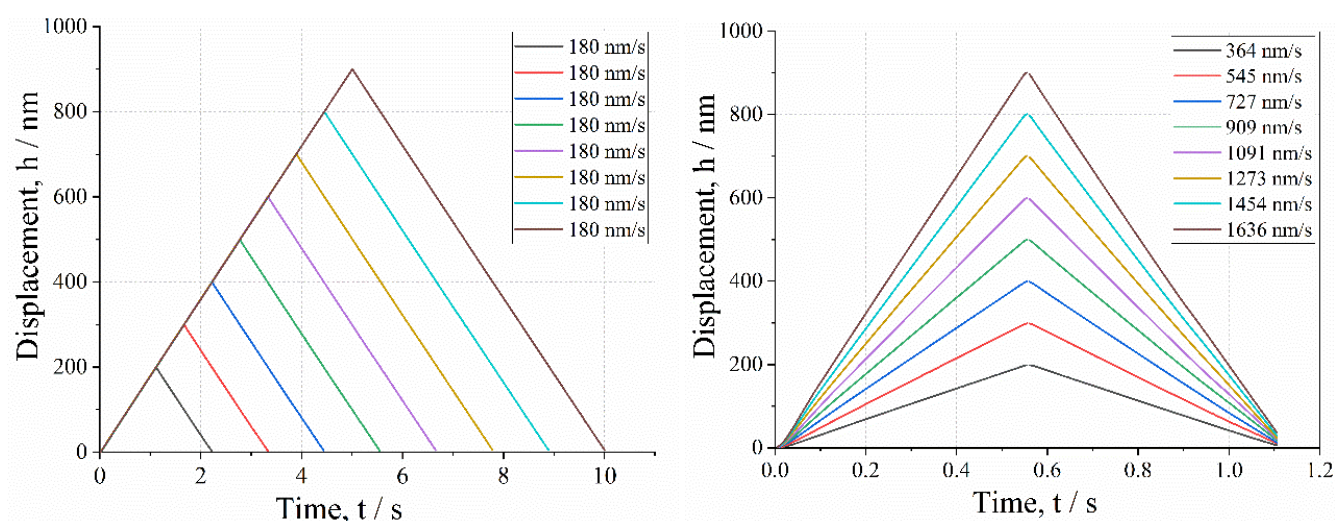 1000
800
600
400
200
0
Displacement, h / nm
0
2
4
6
8
10
Time, t / s
180 nm/s
180 nm/s
180 nm/s
180 nm/s
180 nm/s
180 nm/s
180 nm/s
180 nm/s
1000
800
600
400
200
0
Displacement, h / nm
0.0
0.2
0.4
0.6
0.8
1.0
1.2
Time, t / s
364 nm/s
545 nm/s
727 nm/s
909 nm/s
1091 nm/s
1273 nm/s
1454 nm/s
1636 nm/s